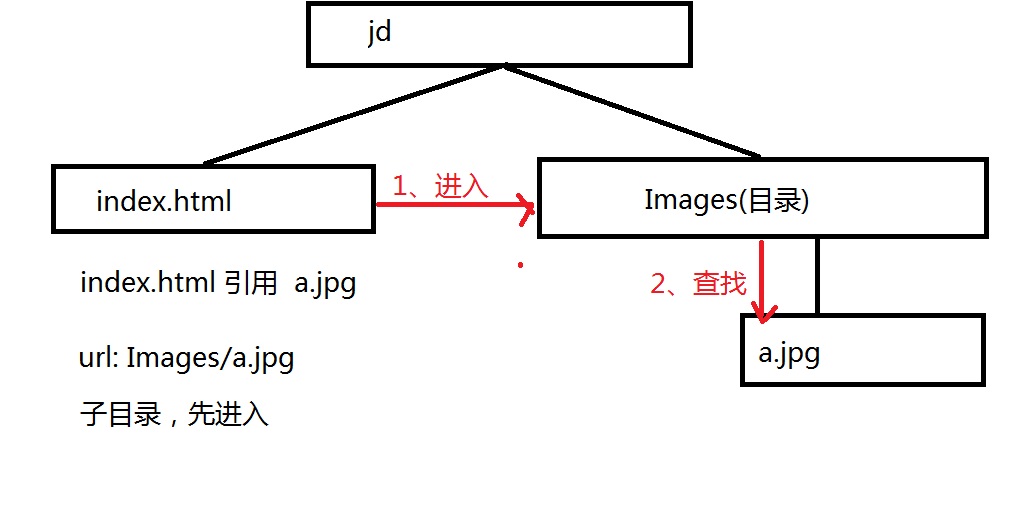 jd
index.html
1、进入
Images(目录)
index.html 引用 a.jpg
2、查找
url: Images/a.jpg
a.jpg
子目录，先进入